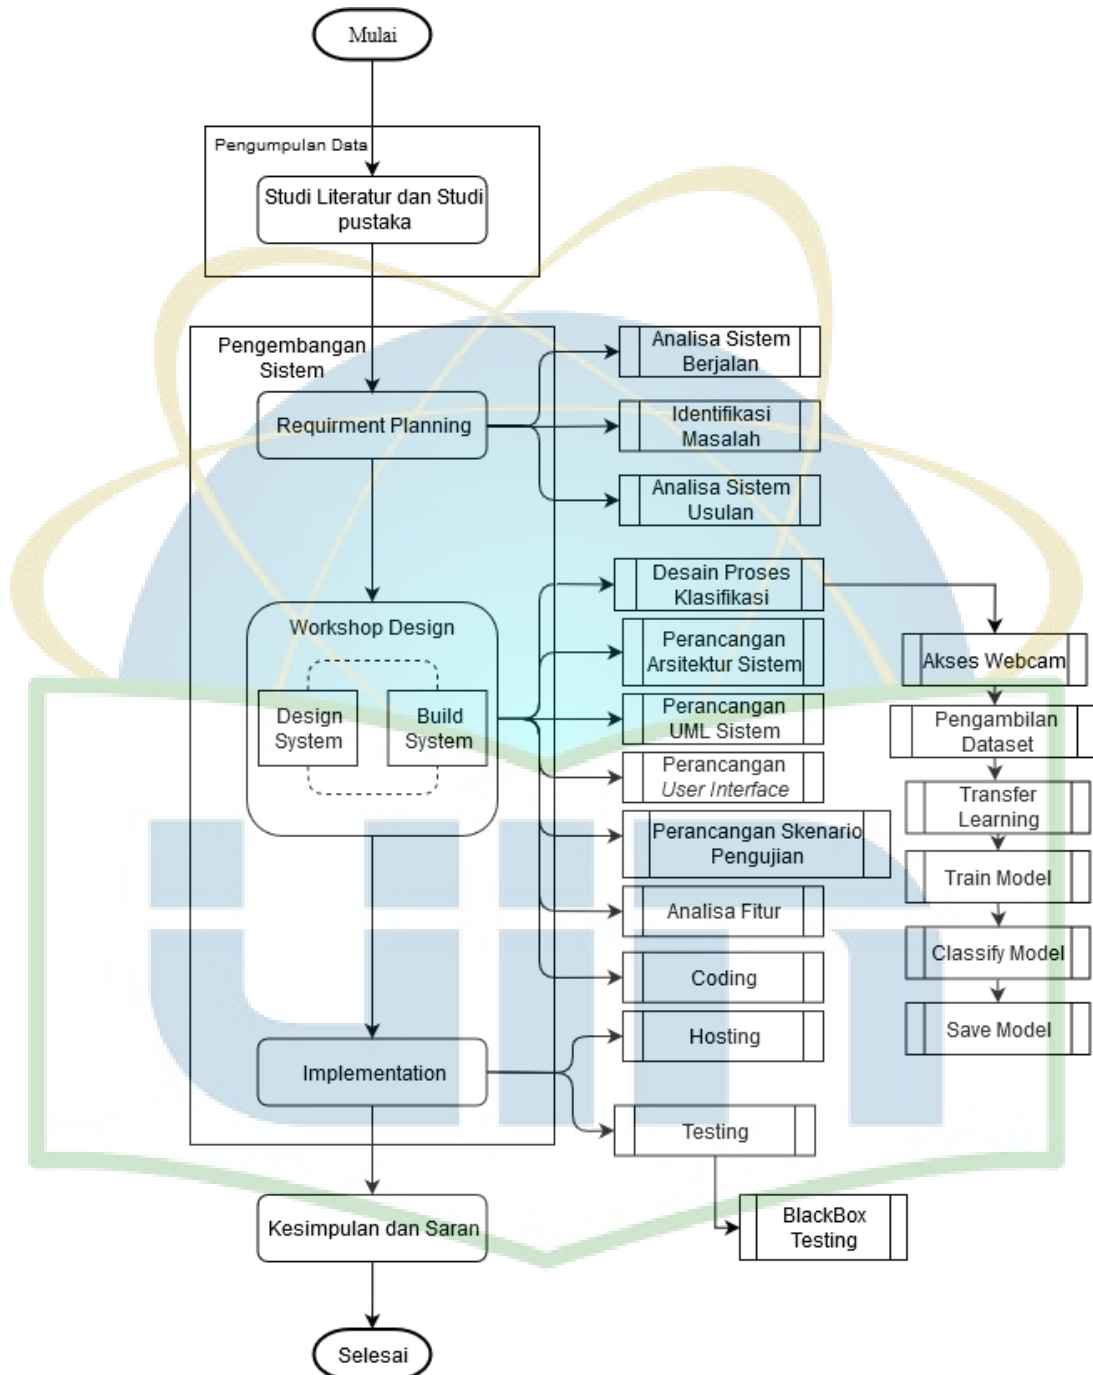 Mulai
Pengumpulan Data
Studi Literatur dan Studi
pustaka
Pengembangan
Sistem
Requirment Planning
Analisa Sistem
Berjalan
Identifikasi
Masalah
Analisa Sistem
Usulan
Workshop Design
Design
System
Build
System
Desain Proses
Klasifikasi
Perancangan
Arsitektur Sistem
Perancangan
UML Sistem
Perancangan
User Interface
Perancangan Skenario
Pengujian
Analisa Fitur
Coding
Akses Webcam
Pengambilan
Dataset
Transfer
Learning
Train Model
Classify Model
Save Model
Implementation
Hosting
Testing
BlackBox
Testing
Kesimpulan dan Saran
Selesai
uin